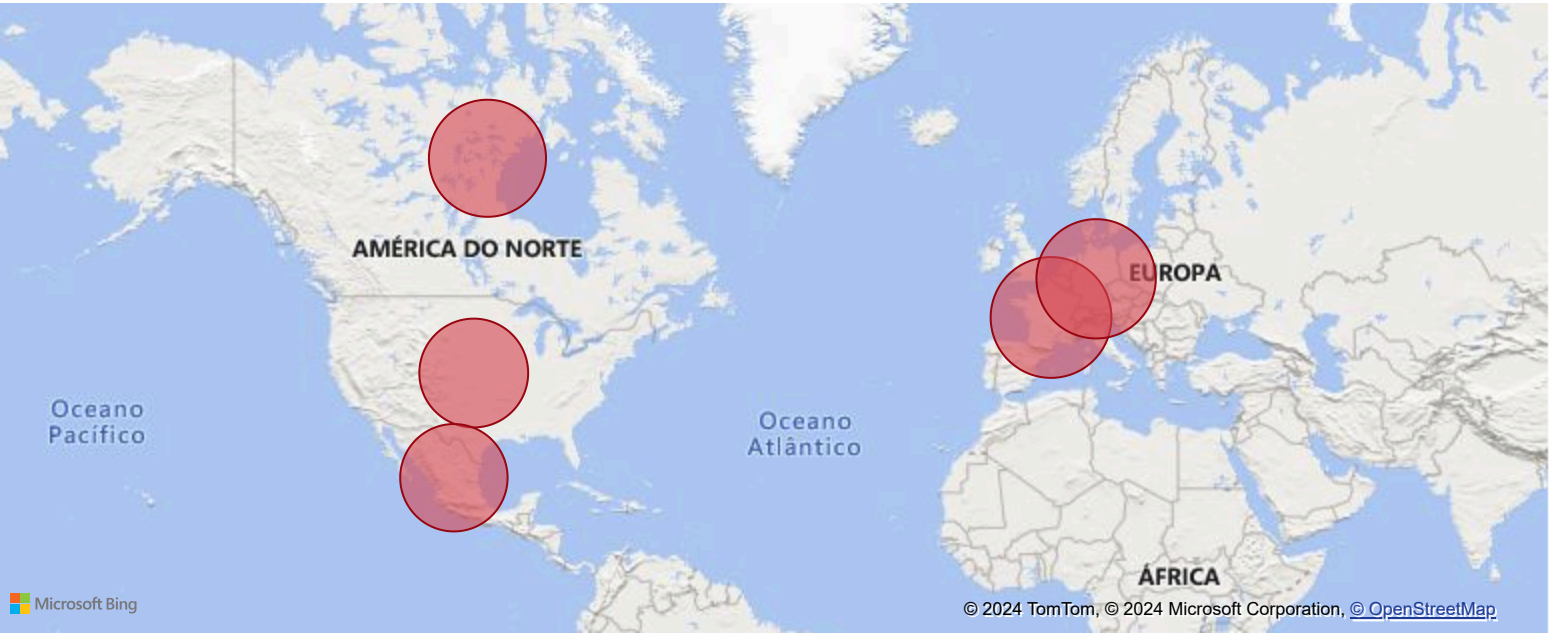 AMÉRICA DO NORTE
EUROPA
Oceano
Pacífico
Oceano
Atlântico
ÁFRICA
Microsoft Bing
© 2024 TomTom, © 2024 Microsoft Corporation, © OpenStreetMap